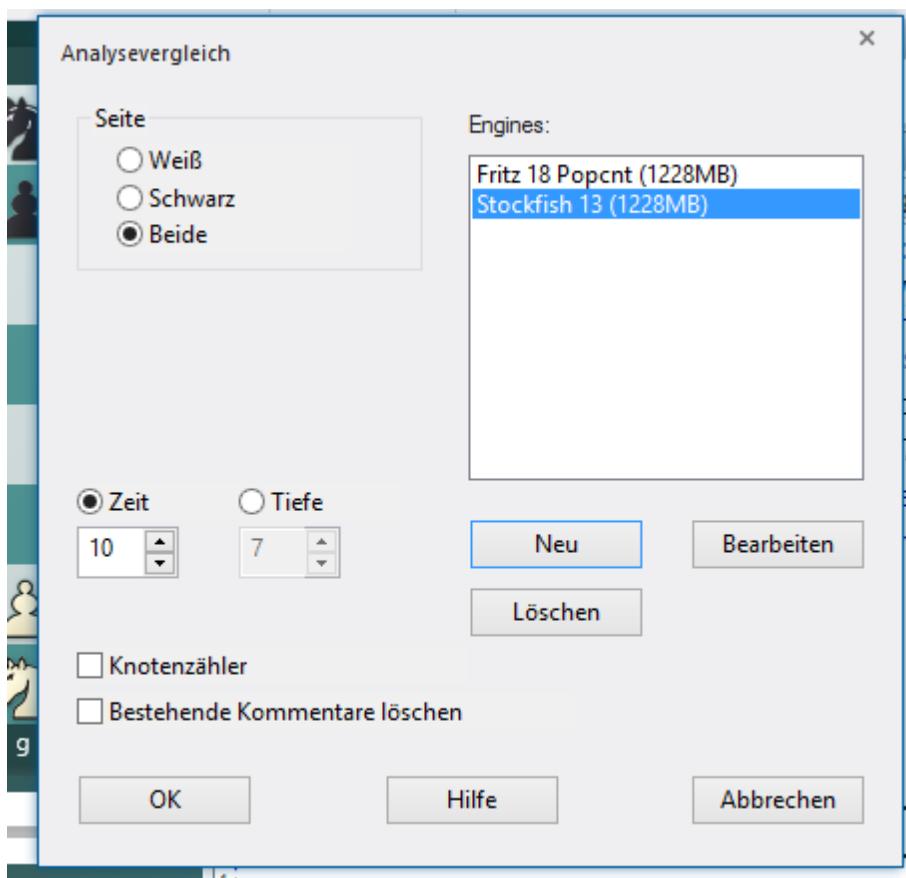 Analysevergleich
Seite
Weiß
Schwarz
Beide
Engines:
Fritz 18 Popcnt (1228MB)
Stockfish 13 (1228MB)
Zeit
Tiefe
10
7
Neu
Bearbeiten
Löschen
Knotenzähler
Bestehende Kommentare löschen
g
OK
Hilfe
Abbrechen